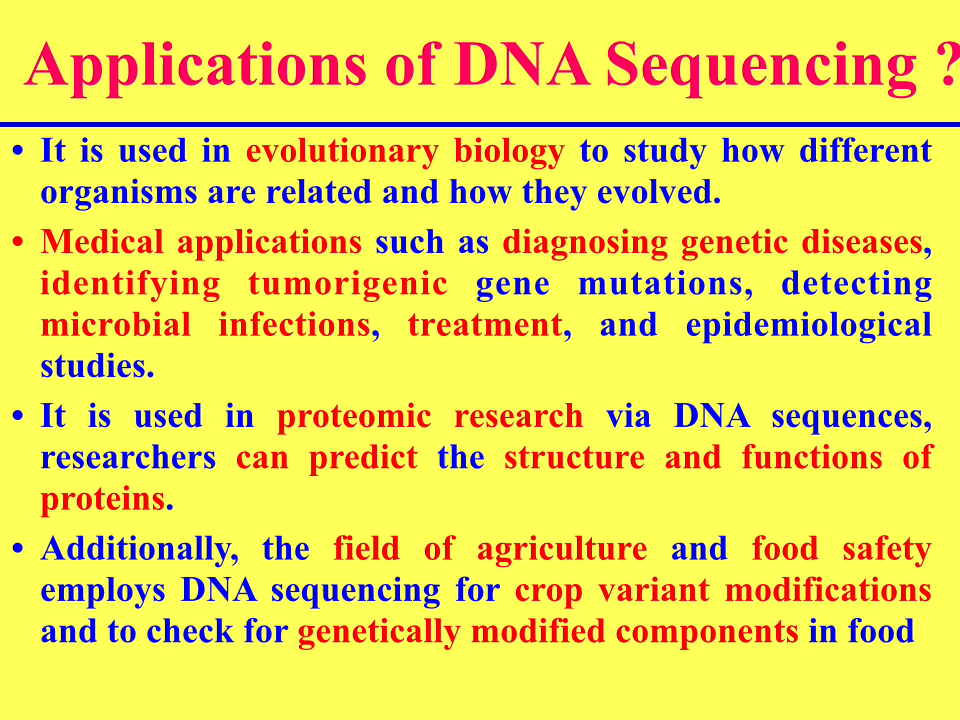 Applications of DNA Sequencing ?
• It is used in evolutionary biology to study how different
organisms are related and how they evolved.
• Medical applications such as diagnosing genetic diseases,
identifying tumorigenic gene mutations, detecting
microbial infections, treatment, and epidemiological
studies.
• It is used in proteomic research via DNA sequences,
researchers can predict the structure and functions of
proteins.
• Additionally, the field of agriculture and food safety
employs DNA sequencing for crop variant modifications
and to check for genetically modified components in food